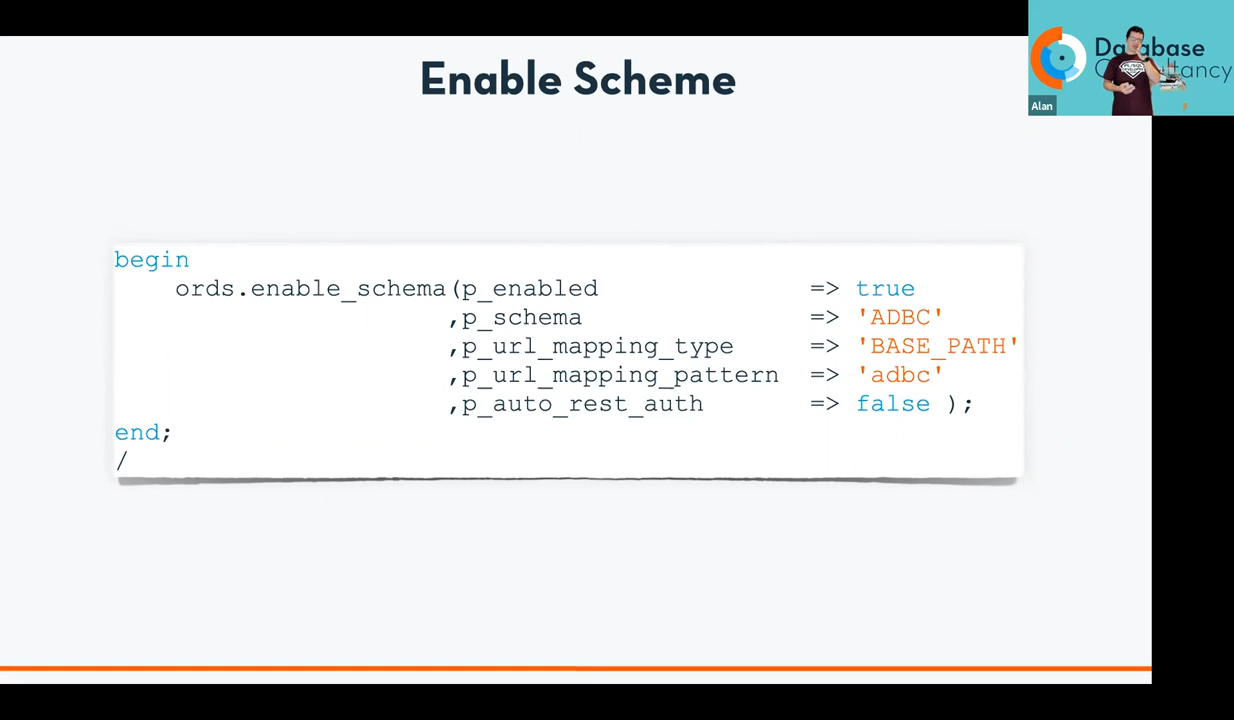 Enable Scheme
Database
Alan
begin
ords.enable_schema(p_enabled => true
,p_schema => 'ADBC'
,p_url_mapping_type => 'BASE_PATH'
,p_url_mapping_pattern => 'adbc'
,p_auto_rest_auth => false );
end;
/